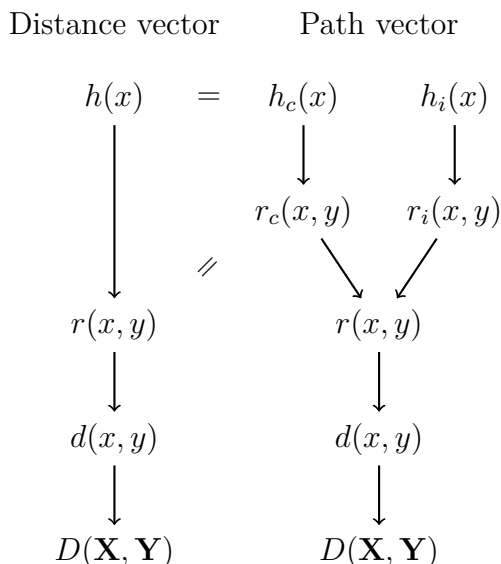 Distance vector Path vector
h(x) = h_c(x) h_i(x)
r_c(x, y) r_i(x, y)
r(x, y) r(x, y)
d(x, y) d(x, y)
D(𝐗, 𝐘) D(𝐗, 𝐘)